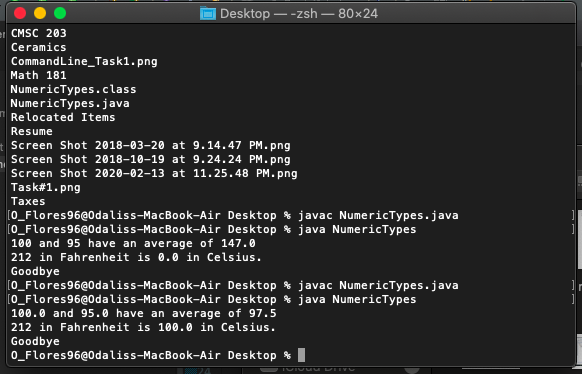 Desktop — -zsh — 80×24
CMSC 203
Ceramics
CommandLine_Task1.png
Math 181
NumericTypes.class
NumericTypes.java
Relocated Items
Resume
Screen Shot 2018-03-20 at 9.14.47 PM.png
Screen Shot 2018-10-19 at 9.24.24 PM.png
Screen Shot 2020-02-13 at 11.25.48 PM.png
Task#1.png
Taxes
[O_Flores96@Odaliss-MacBook-Air Desktop % javac NumericTypes.java ]
[O_Flores96@Odaliss-MacBook-Air Desktop % java NumericTypes ]
100 and 95 have an average of 147.0
212 in Fahrenheit is 0.0 in Celsius.
Goodbye
[O_Flores96@Odaliss-MacBook-Air Desktop % javac NumericTypes.java ]
[O_Flores96@Odaliss-MacBook-Air Desktop % java NumericTypes ]
100.0 and 95.0 have an average of 97.5
212 in Fahrenheit is 100.0 in Celsius.
Goodbye
O_Flores96@Odaliss-MacBook-Air Desktop %
iCloud Drive